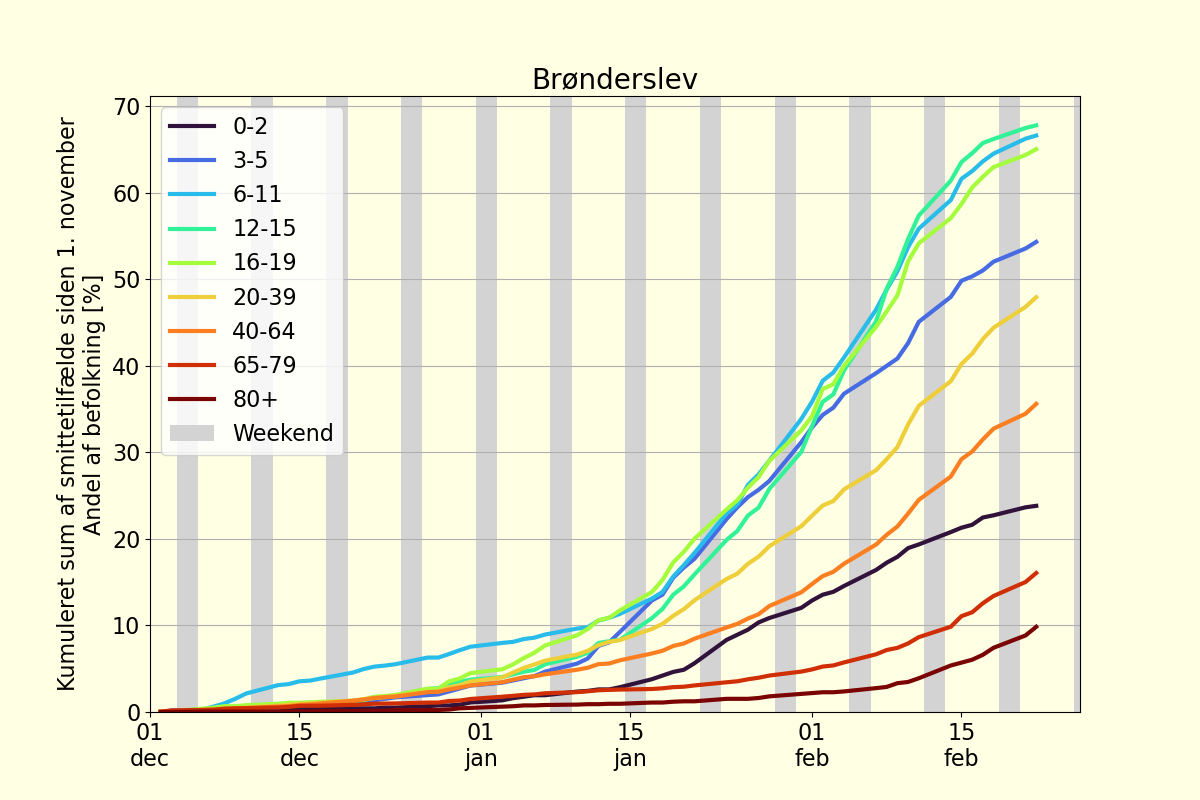 Brønderslev
Kumuleret sum af smittetilfælde siden 1. november
Andel af befolkning [%]
70
60
50
40
30
20
10
0
0-2
3-5
6-11
12-15
16-19
20-39
40-64
65-79
80+
Weekend
01 dec
15 dec
01 jan
15 jan
01 feb
15 feb